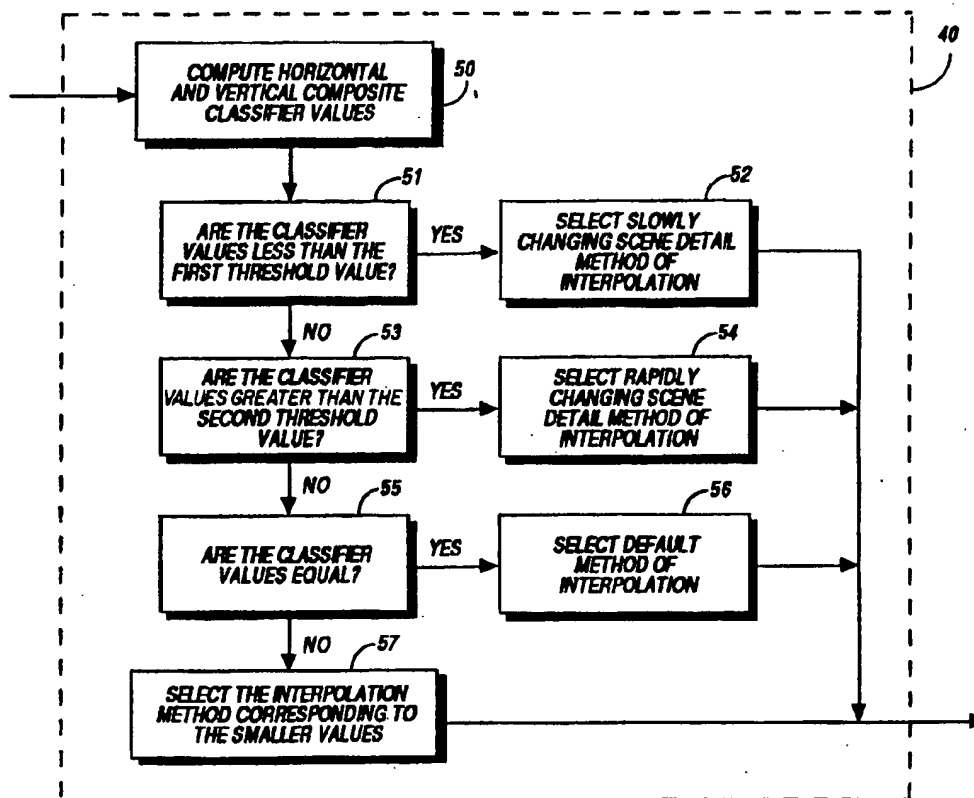 40
COMPUTE HORIZONTAL
AND VERTICAL COMPOSITE
CLASSIFIER VALUES
50
51
ARE THE CLASSIFIER
VALUES LESS THAN THE
FIRST THRESHOLD VALUE?
YES
52
SELECT SLOWLY
CHANGING SCENE DETAIL
METHOD OF
INTERPOLATION
NO
53
ARE THE CLASSIFIER
VALUES GREATER THAN THE
SECOND THRESHOLD
VALUE?
YES
54
SELECT RAPIDLY
CHANGING SCENE
DETAIL METHOD OF
INTERPOLATION
NO
55
ARE THE CLASSIFIER
VALUES EQUAL?
YES
56
SELECT DEFAULT
METHOD OF
INTERPOLATION
NO
57
SELECT THE INTERPOLATION
METHOD CORRESPONDING TO
THE SMALLER VALUES